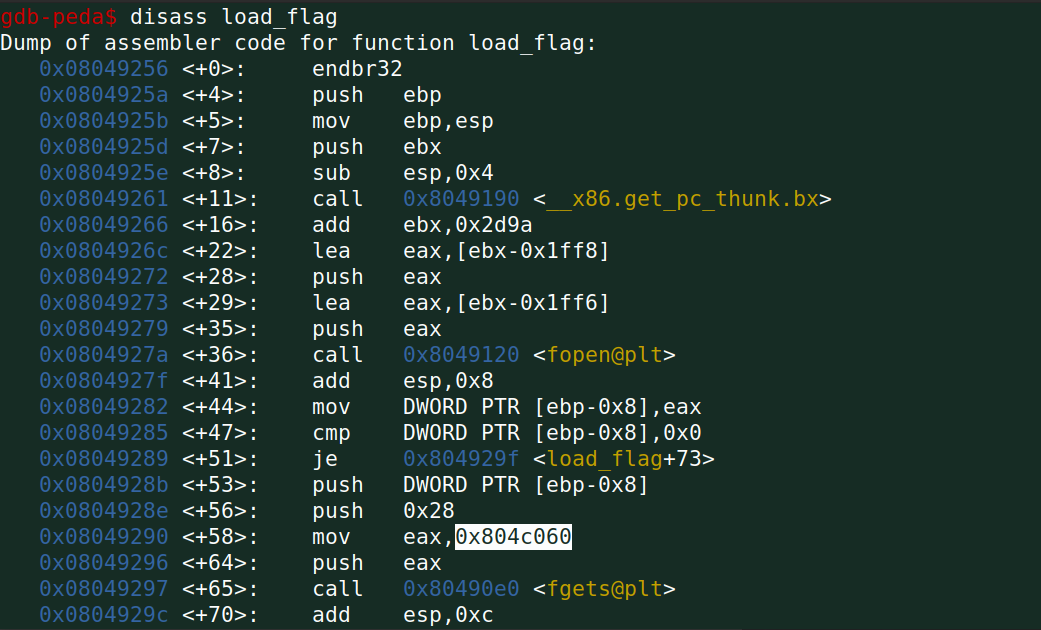 gdb-peda$ disass load_flag
Dump of assembler code for function load_flag:
   0x08049256 <+0>:     endbr32
   0x0804925a <+4>:     push   ebp
   0x0804925b <+5>:     mov    ebp,esp
   0x0804925d <+7>:     push   ebx
   0x0804925e <+8>:     sub    esp,0x4
   0x08049261 <+11>:    call   0x8049190 <__x86.get_pc_thunk.bx>
   0x08049266 <+16>:    add    ebx,0x2d9a
   0x0804926c <+22>:    lea    eax,[ebx-0x1ff8]
   0x08049272 <+28>:    push   eax
   0x08049273 <+29>:    lea    eax,[ebx-0x1ff6]
   0x08049279 <+35>:    push   eax
   0x0804927a <+36>:    call   0x8049120 <fopen@plt>
   0x0804927f <+41>:    add    esp,0x8
   0x08049282 <+44>:    mov    DWORD PTR [ebp-0x8],eax
   0x08049285 <+47>:    cmp    DWORD PTR [ebp-0x8],0x0
   0x08049289 <+51>:    je     0x804929f <load_flag+73>
   0x0804928b <+53>:    push   DWORD PTR [ebp-0x8]
   0x0804928e <+56>:    push   0x28
   0x08049290 <+58>:    mov    eax,0x804c060
   0x08049296 <+64>:    push   eax
   0x08049297 <+65>:    call   0x80490e0 <fgets@plt>
   0x0804929c <+70>:    add    esp,0xc